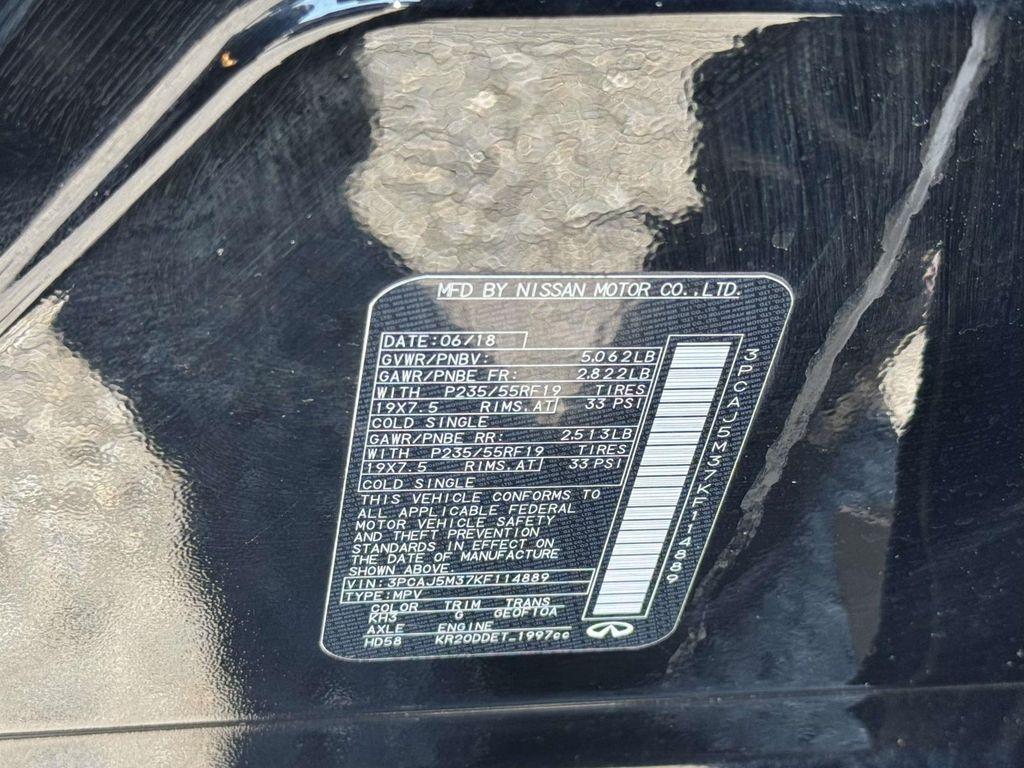 MFD BY NISSAN MOTOR CO.,LTD.
DATE:06/18
GVWR/PNBV: 5.062LB
GAWR/PNBE FR: 2.822LB
WITH P235/55RF19 TIRES
19X7.5 RIMS.AT 33 PSI
COLD SINGLE
GAWR/PNBE RR: 2.513LB
WITH P235/55RF19 TIRES
19X7.5 RIMS.AT 33 PSI
COLD SINGLE
THIS VEHICLE CONFORMS TO
ALL APPLICABLE FEDERAL
MOTOR VEHICLE SAFETY
AND THEFT PREVENTION
STANDARDS IN EFFECT ON
THE DATE OF MANUFACTURE
SHOWN ABOVE
VIN:3PCAJ5M37KF114889
TYPE:MPV
COLOR TRIM TRANS
KH3 G GE0FT0A
AXLE ENGINE
HD58 KR20DDET_1997cc
3PCAJ5M37KF114889